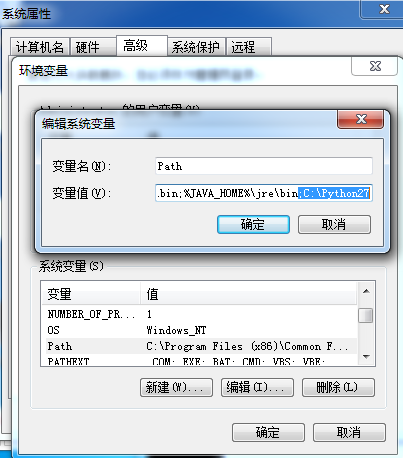 系统属性
计算机名 硬件 高级 系统保护 远程
环境变量
的用户变量(U)
编辑系统变量
变量名(N): Path
变量值(V): .bin;%JAVA_HOME%\jre\bin;C:\Python27
确定 取消
系统变量(S)
变量 值
NUMBER_OF_PR... 1
OS Windows_NT
Path C:\Program Files (x86)\Common F...
PATHEXT .COM;.EXE;.BAT;.CMD;.VBS;.VBE;
新建(W)... 编辑(I)... 删除(L)
确定 取消